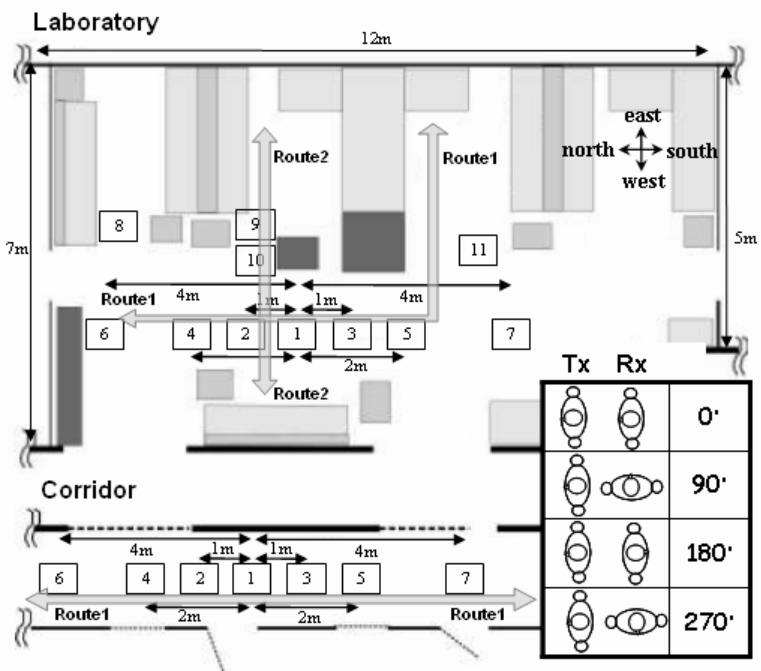 Laboratory
12m
east
north south
west
Route2
Route1
8
9
10
11
7m
5m
4m
1m
1m
4m
Route1
6
4
2
1
3
5
7
2m
Route2
Tx Rx
0'
90'
180'
270'
Corridor
4m
1m
1m
4m
6
4
2
1
3
5
7
Route1
2m
2m
Route1